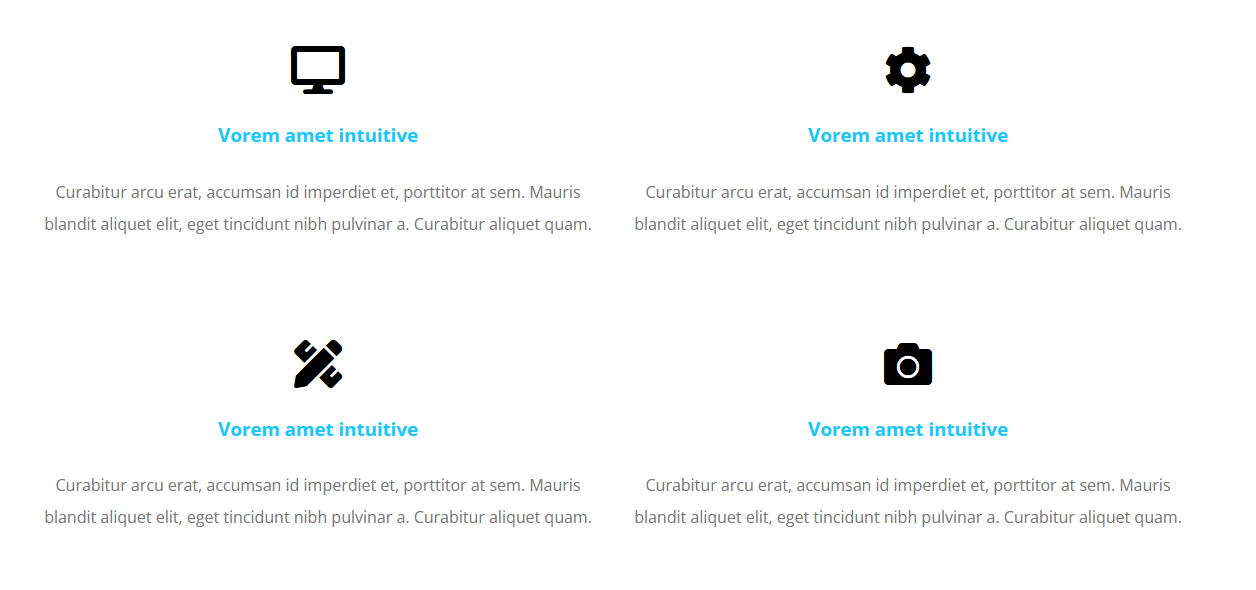 Vorem amet intuitive
Curabitur arcu erat, accumsan id imperdiet et, porttitor at sem. Mauris
blandit aliquet elit, eget tincidunt nibh pulvinar a. Curabitur aliquet quam.
Vorem amet intuitive
Curabitur arcu erat, accumsan id imperdiet et, porttitor at sem. Mauris
blandit aliquet elit, eget tincidunt nibh pulvinar a. Curabitur aliquet quam.
Vorem amet intuitive
Curabitur arcu erat, accumsan id imperdiet et, porttitor at sem. Mauris
blandit aliquet elit, eget tincidunt nibh pulvinar a. Curabitur aliquet quam.
Vorem amet intuitive
Curabitur arcu erat, accumsan id imperdiet et, porttitor at sem. Mauris
blandit aliquet elit, eget tincidunt nibh pulvinar a. Curabitur aliquet quam.